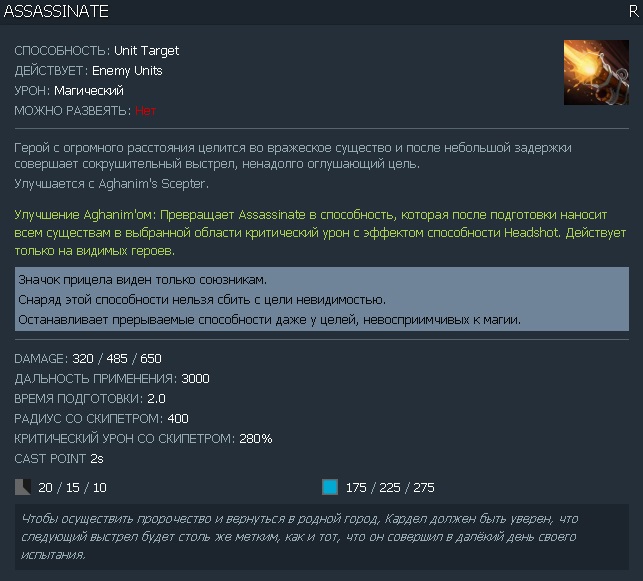 ASSASSINATE R
СПОСОБНОСТЬ: Unit Target
ДЕЙСТВУЕТ: Enemy Units
УРОН: Магический
МОЖНО РАЗВЕЯТЬ: Нет
Герой с огромного расстояния целится во вражеское существо и после небольшой задержки
совершает сокрушительный выстрел, ненадолго оглушающий цель.
Улучшается с Aghanim's Scepter.
Улучшение Aghanim'ом: Превращает Assassinate в способность, которая после подготовки наносит
всем существам в выбранной области критический урон с эффектом способности Headshot. Действует
только на видимых героев.
Значок прицела виден только союзникам.
Снаряд этой способности нельзя сбить с цели невидимостью.
Останавливает прерываемые способности даже у целей, невосприимчивых к магии.
DAMAGE: 320 / 485 / 650
ДАЛЬНОСТЬ ПРИМЕНЕНИЯ: 3000
ВРЕМЯ ПОДГОТОВКИ: 2.0
РАДИУС СО СКИПЕТРОМ: 400
КРИТИЧЕСКИЙ УРОН СО СКИПЕТРОМ: 280%
CAST POINT 2s
20 / 15 / 10 175 / 225 / 275
Чтобы осуществить пророчество и вернуться в родной город, Кардел должен быть уверен, что
следующий выстрел будет столь же метким, как и тот, что он совершил в далёкий день своего
испытания.